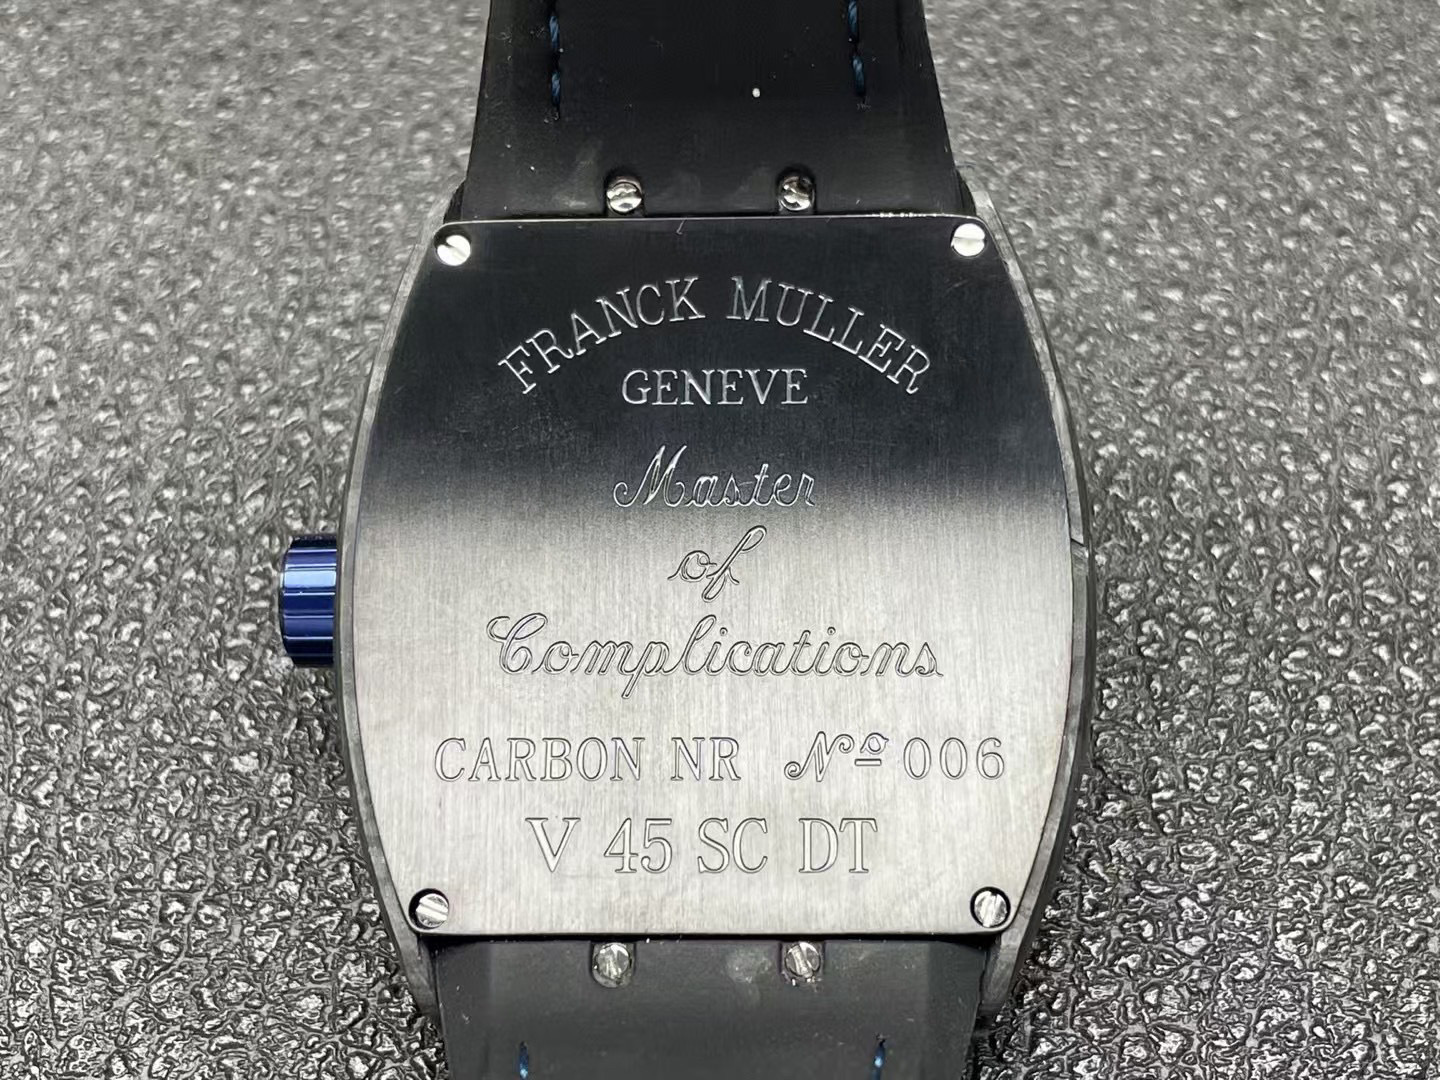 FRANCK MULLER
GENEVE
Master
of
Complications
CARBON NR Nº 006
V 45 SC DT